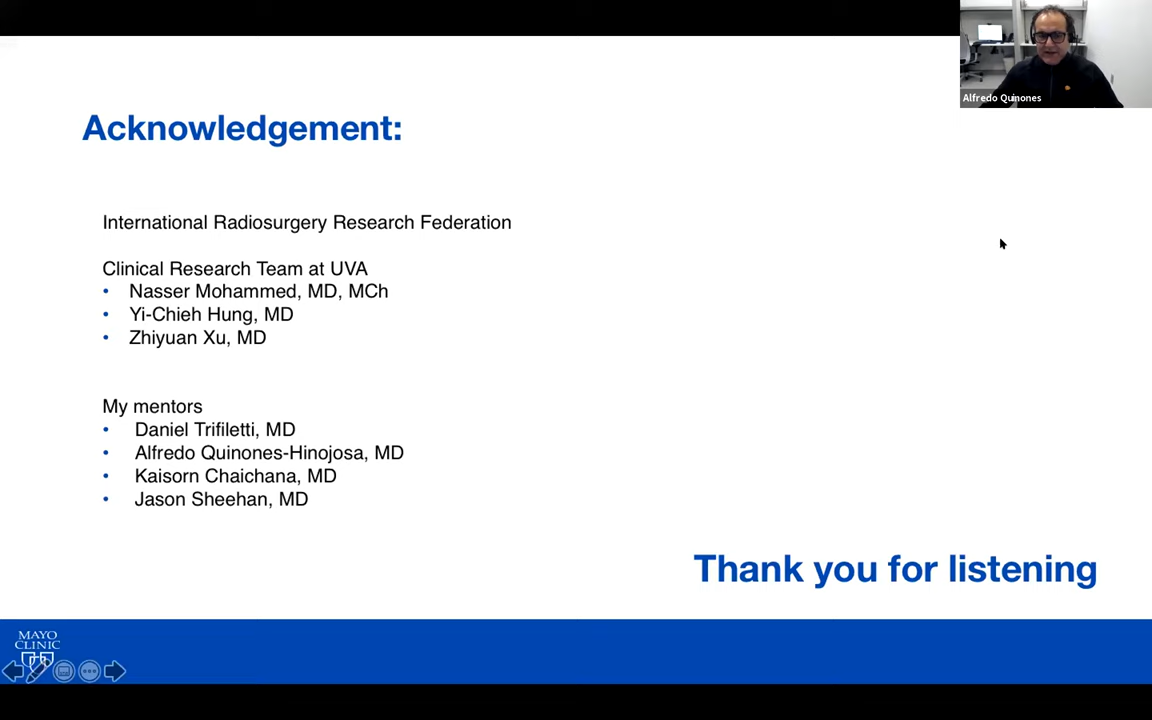 Alfredo Quinones
Acknowledgement:
International Radiosurgery Research Federation
Clinical Research Team at UVA
• Nasser Mohammed, MD, MCh
• Yi-Chieh Hung, MD
• Zhiyuan Xu, MD
My mentors
• Daniel Trifiletti, MD
• Alfredo Quinones-Hinojosa, MD
• Kaisorn Chaichana, MD
• Jason Sheehan, MD
Thank you for listening
MAYO
CLINIC